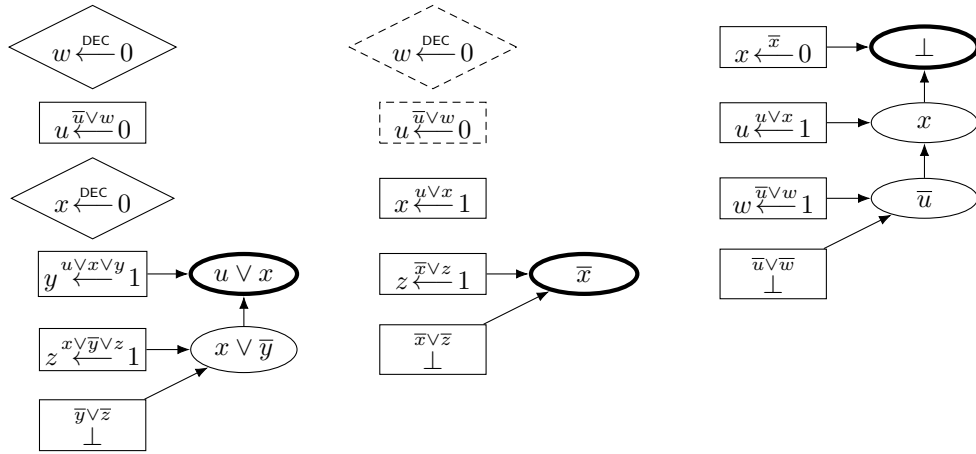 w ←DEC 0
u ←u̅∨w 0
x ←DEC 0
y ←u∨x∨y 1
u ∨ x
z ←x∨y̅∨z 1
x ∨ y̅
y̅∨z̅
⊥
w ←DEC 0
u ←u̅∨w 0
x ←u∨x 1
z ←x̅∨z 1
x̅
x̅∨z̅
⊥
x ←x̅ 0
⊥
u ←u∨x 1
x
w ←u̅∨w 1
u̅
u̅∨w̅
⊥